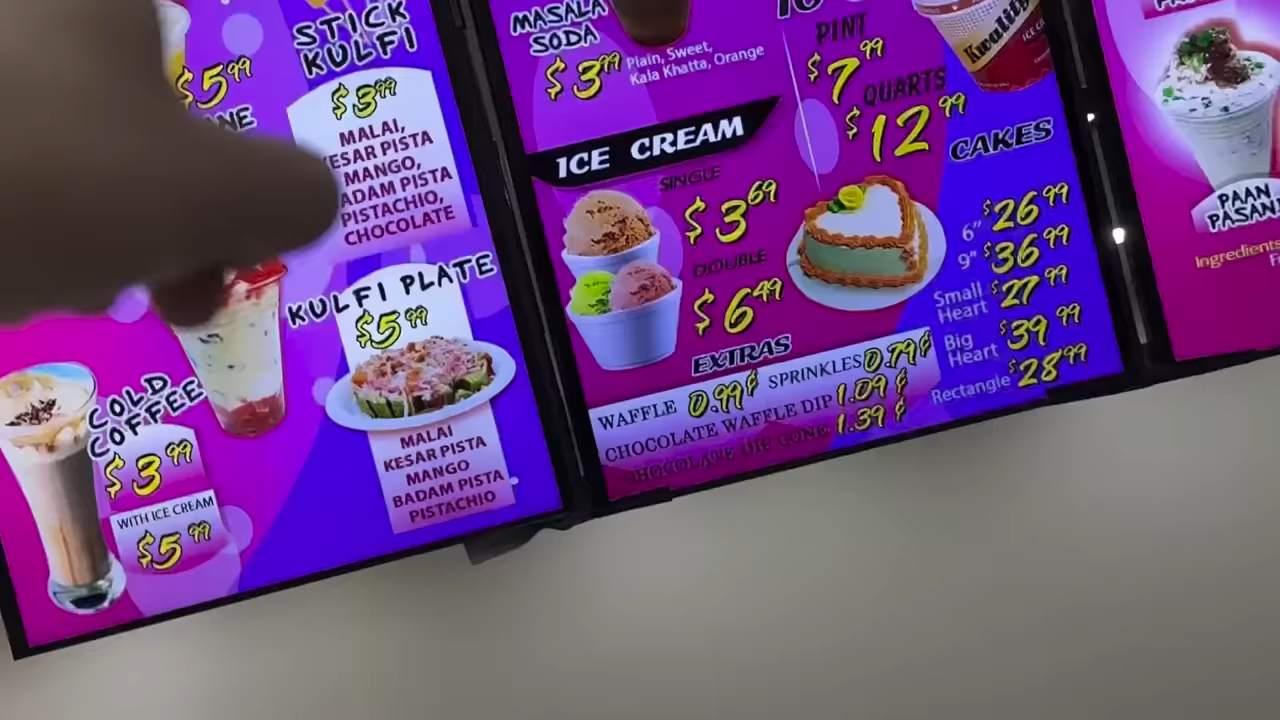 $5.99
STICK
KULFI
$3.99
MALAI,
KESAR PISTA
MANGO,
BADAM PISTA
PISTACHIO,
CHOCOLATE
KULFI PLATE
$5.99
MALAI
KESAR PISTA
MANGO
BADAM PISTA
PISTACHIO
COLD
COFFEE
$3.99
WITH ICE CREAM
$5.99
MASALA
SODA
$3.99
Plain, Sweet,
Kala Khatta, Orange
ICE CREAM
SINGLE
$3.69
DOUBLE
$6.49
EXTRAS
WAFFLE 0.99¢ SPRINKLES 0.79¢
CHOCOLATE WAFFLE DIP 1.09¢
CHOCOLATE DIP CONE 1.39¢
PINT
$7.99
QUARTS
$12.99
Kwality
ICE
CAKES
6" $26.99
9" $36.99
Small
Heart $27.99
Big
Heart $39.99
Rectangle $28.99
PAAN
Ingredients